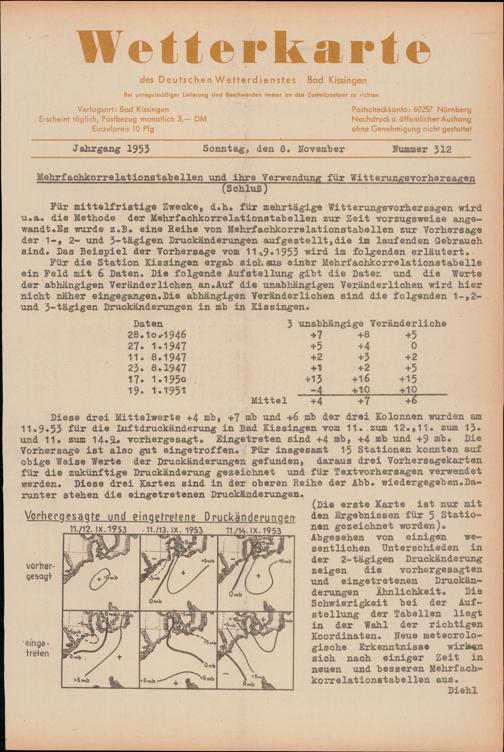 Wetterkarte
des Deutschen Wetterdienstes Bad Kissingen
Bei unregelmäßiger Lieferung sind Beschwerden immer an das Zustellpostamt zu richten
Verlagsort: Bad Kissingen
Erscheint täglich, Postbezug monatlich 3,— DM
Einzelpreis 10 Pfg
Postscheckkonto: 60257 Nürnberg
Nachdruck u. öffentlicher Aushang
ohne Genehmigung nicht gestattet
Jahrgang 1953 Sonntag, den 8. November Nummer 312
Mehrfachkorrelationstabellen und ihre Verwendung für Witterungsvorhersagen
(Schluß)
Für mittelfristige Zwecke, d.h. für mehrtägige Witterungsvorhersagen wird
u.a. die Methode der Mehrfachkorrelationstabellen zur Zeit vorzugsweise ange-
wandt.Es wurde z.B. eine Reihe von Mehrfachkorrelationstabellen zur Vorhersage
der 1-, 2- und 3-tägigen Druckänderungen aufgestellt,die im laufenden Gebrauch
sind. Das Beispiel der Vorhersage vom 11.9.1953 wird im folgenden erläutert.
Für die Station Kissingen ergab sich aus einer Mehrfachkorrelationstabelle
ein Feld mit 6 Daten. Die folgende Aufstellung gibt die Daten und die Werte
der abhängigen Veränderlichen an.Auf die unabhängigen Veränderlichen wird hier
nicht näher eingegangen.Die abhängigen Veränderlichen sind die folgenden 1-,2-
und 3-tägigen Druckänderungen in mb in Kissingen.
Daten 3 unabhängige Veränderliche
28.10.1946 +7 +8 +5
27. 1.1947 +5 +4 0
11. 8.1947 +2 +3 +2
23. 8.1947 +1 +2 +5
17. 1.1950 +13 +16 +15
19. 1.1951 -4 +10 +10
Mittel +4 +7 +6
Diese drei Mittelwerte +4 mb, +7 mb und +6 mb der drei Kolonnen wurden am
11.9.53 für die Luftdruckänderung in Bad Kissingen vom 11. zum 12.,11. zum 13.
und 11. zum 14.9. vorhergesagt. Eingetreten sind +4 mb, +4 mb und +9 mb. Die
Vorhersage ist also gut eingetroffen. Für insgesamt 15 Stationen konnten auf
obige Weise Werte der Druckänderungen gefunden, daraus drei Vorhersagekarten
für die zukünftige Druckänderung gezeichnet und für Textvorhersagen verwendet
werden. Diese drei Karten sind in der oberen Reihe der Abb. wiedergegeben.Da-
runter stehen die eingetretenen Druckänderungen.
Vorhergesagte und eingetretene Druckänderungen
11./12. IX. 1953 11./13. IX. 1953 11./14. IX. 1953
vorher-
gesagt
+5mb
0mb
+5mb
0mb
0mb
+5mb
einge-
treten
0mb
+5mb
+5mb
0mb
+5mb
(Die erste Karte ist nur mit
den Ergebnissen für 5 Statio-
nen gezeichnet worden).
Abgesehen von einigen we-
sentlichen Unterschieden in
der 2-tägigen Druckänderung
zeigen die vorhergesagten
und eingetretenen Druckän-
derungen Ähnlichkeit. Die
Schwierigkeit bei der Auf-
stellung der Tabellen liegt
in der Wahl der richtigen
Koordinaten. Neue meteorolo-
gische Erkenntnisse wirken
sich nach einiger Zeit in
neuen und besseren Mehrfach-
korrelationstabellen aus.
Diehl